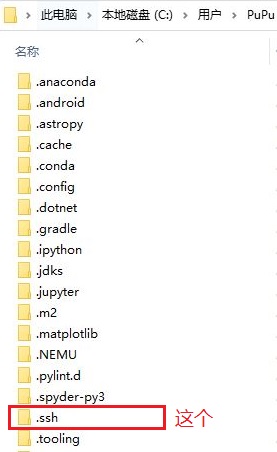 此电脑 > 本地磁盘 (C:) > 用户 > PuPu
名称
.anaconda
.android
.astropy
.cache
.conda
.config
.dotnet
.gradle
.ipython
.jdks
.jupyter
.m2
.matplotlib
.NEMU
.pylint.d
.spyder-py3
.ssh 这个
.tooling